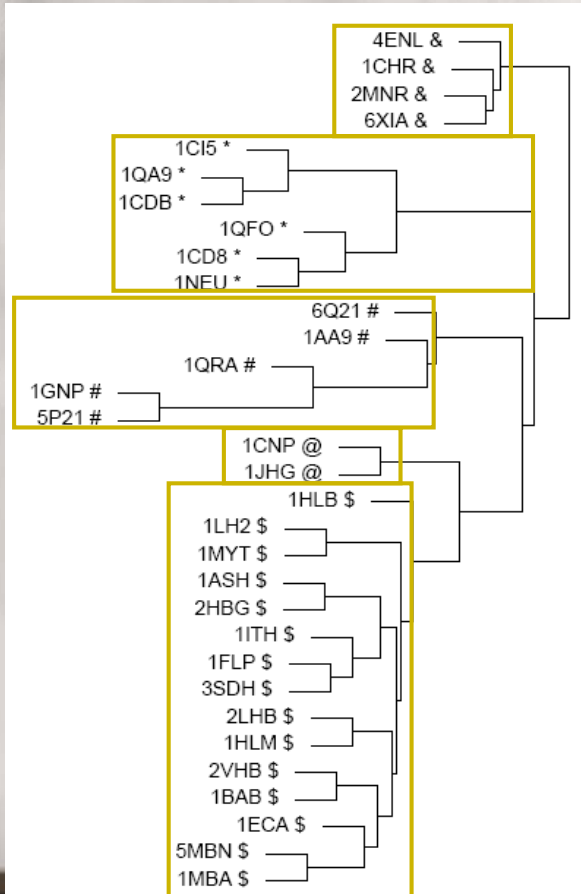 4ENL &
1CHR &
2MNR &
6XIA &
1CI5 *
1QA9 *
1CDB *
1QFO *
1CD8 *
1NEU *
6Q21 #
1AA9 #
1QRA #
1GNP #
5P21 #
1CNP @
1JHG @
1HLB $
1LH2 $
1MYT $
1ASH $
2HBG $
1ITH $
1FLP $
3SDH $
2LHB $
1HLM $
2VHB $
1BAB $
1ECA $
5MBN $
1MBA $